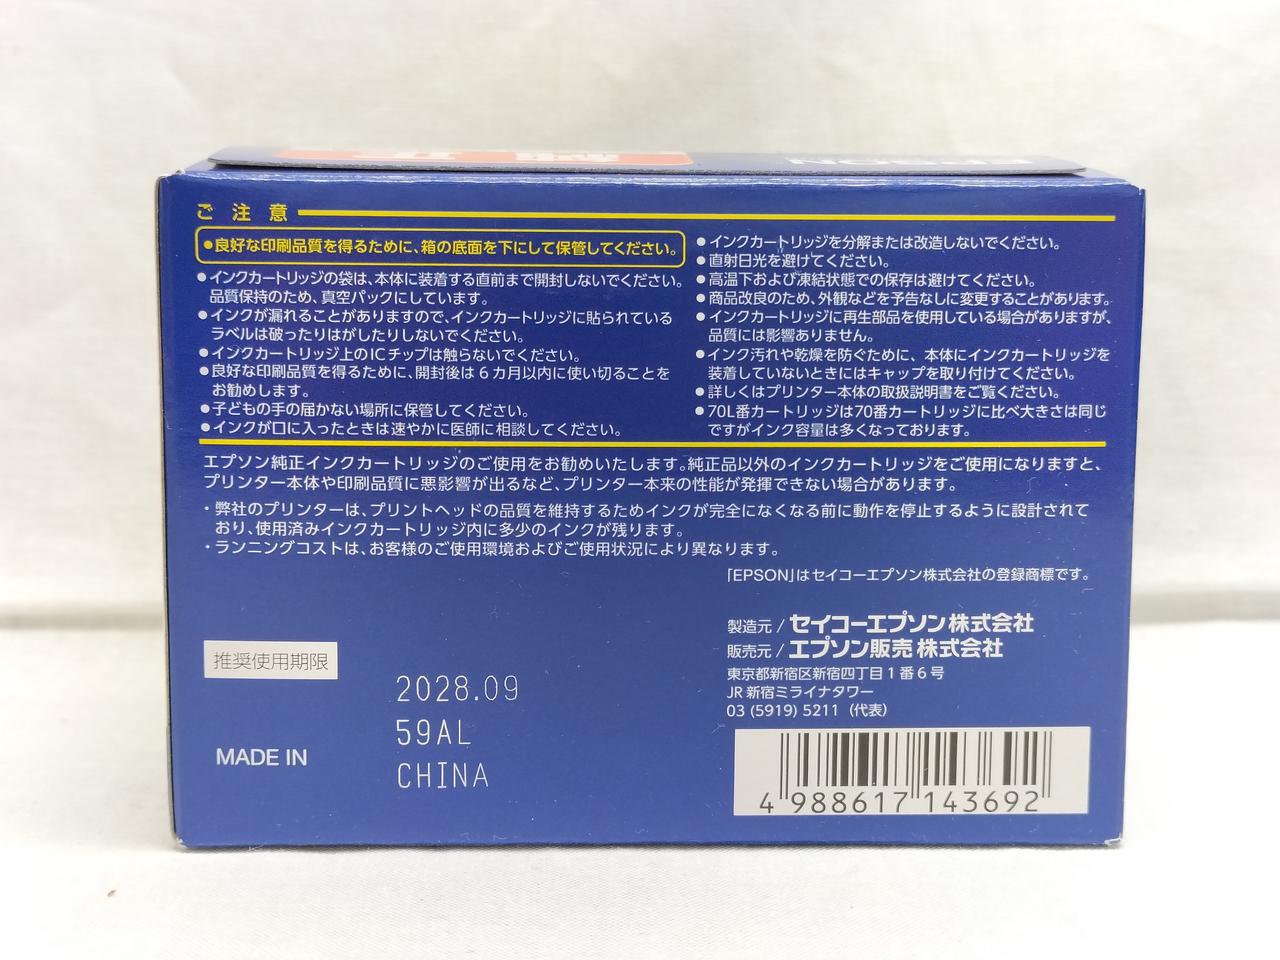 ご注意
●良好な印刷品質を得るために、箱の底面を下にして保管してください。
●インクカートリッジの袋は、本体に装着する直前まで開封しないでください。
品質保持のため、真空パックにしています。
●インクが漏れることがありますので、インクカートリッジに貼られている
ラベルは破ったりはがしたりしないでください。
●インクカートリッジ上のICチップは触らないでください。
●良好な印刷品質を得るために、開封後は6カ月以内に使い切ることを
お勧めします。
●子どもの手の届かない場所に保管してください。
●インクが口に入ったときは速やかに医師に相談してください。
●インクカートリッジを分解または改造しないでください。
●直射日光を避けてください。
●高温下および凍結状態での保存は避けてください。
●商品改良のため、外観などを予告なしに変更することがあります。
●インクカートリッジに再生部品を使用している場合がありますが、
品質には影響ありません。
●インク汚れや乾燥を防ぐために、本体にインクカートリッジを
装着していないときにはキャップを取り付けてください。
●詳しくはプリンター本体の取扱説明書をご覧ください。
●70L番カートリッジは70番カートリッジに比べ大きさは同じ
ですがインク容量は多くなっております。
エプソン純正インクカートリッジのご使用をお勧めいたします。純正品以外のインクカートリッジをご使用になりますと、
プリンター本体や印刷品質に悪影響が出るなど、プリンター本来の性能が発揮できない場合があります。
・弊社のプリンターは、プリントヘッドの品質を維持するためインクが完全になくなる前に動作を停止するように設計されて
おり、使用済みインクカートリッジ内に多少のインクが残ります。
・ランニングコストは、お客様のご使用環境およびご使用状況により異なります。
「EPSON」はセイコーエプソン株式会社の登録商標です。
製造元/セイコーエプソン株式会社
販売元/エプソン販売株式会社
東京都新宿区新宿四丁目1番6号
JR新宿ミライナタワー
03 (5919) 5211 (代表)
推奨使用期限
2028.09
59AL
MADE IN CHINA
4 988617 143692